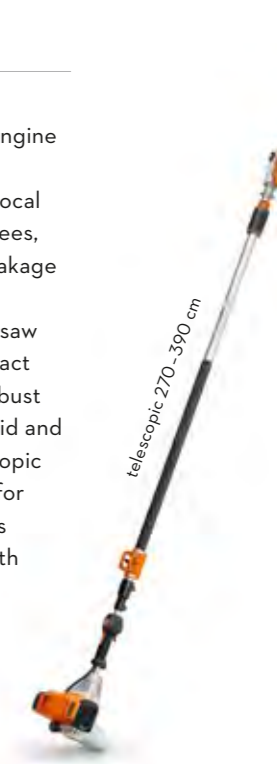 ngine
ocal
ees,
akage
saw
act
bust
id and
opic
for
s
th
telescopic 270–390 cm